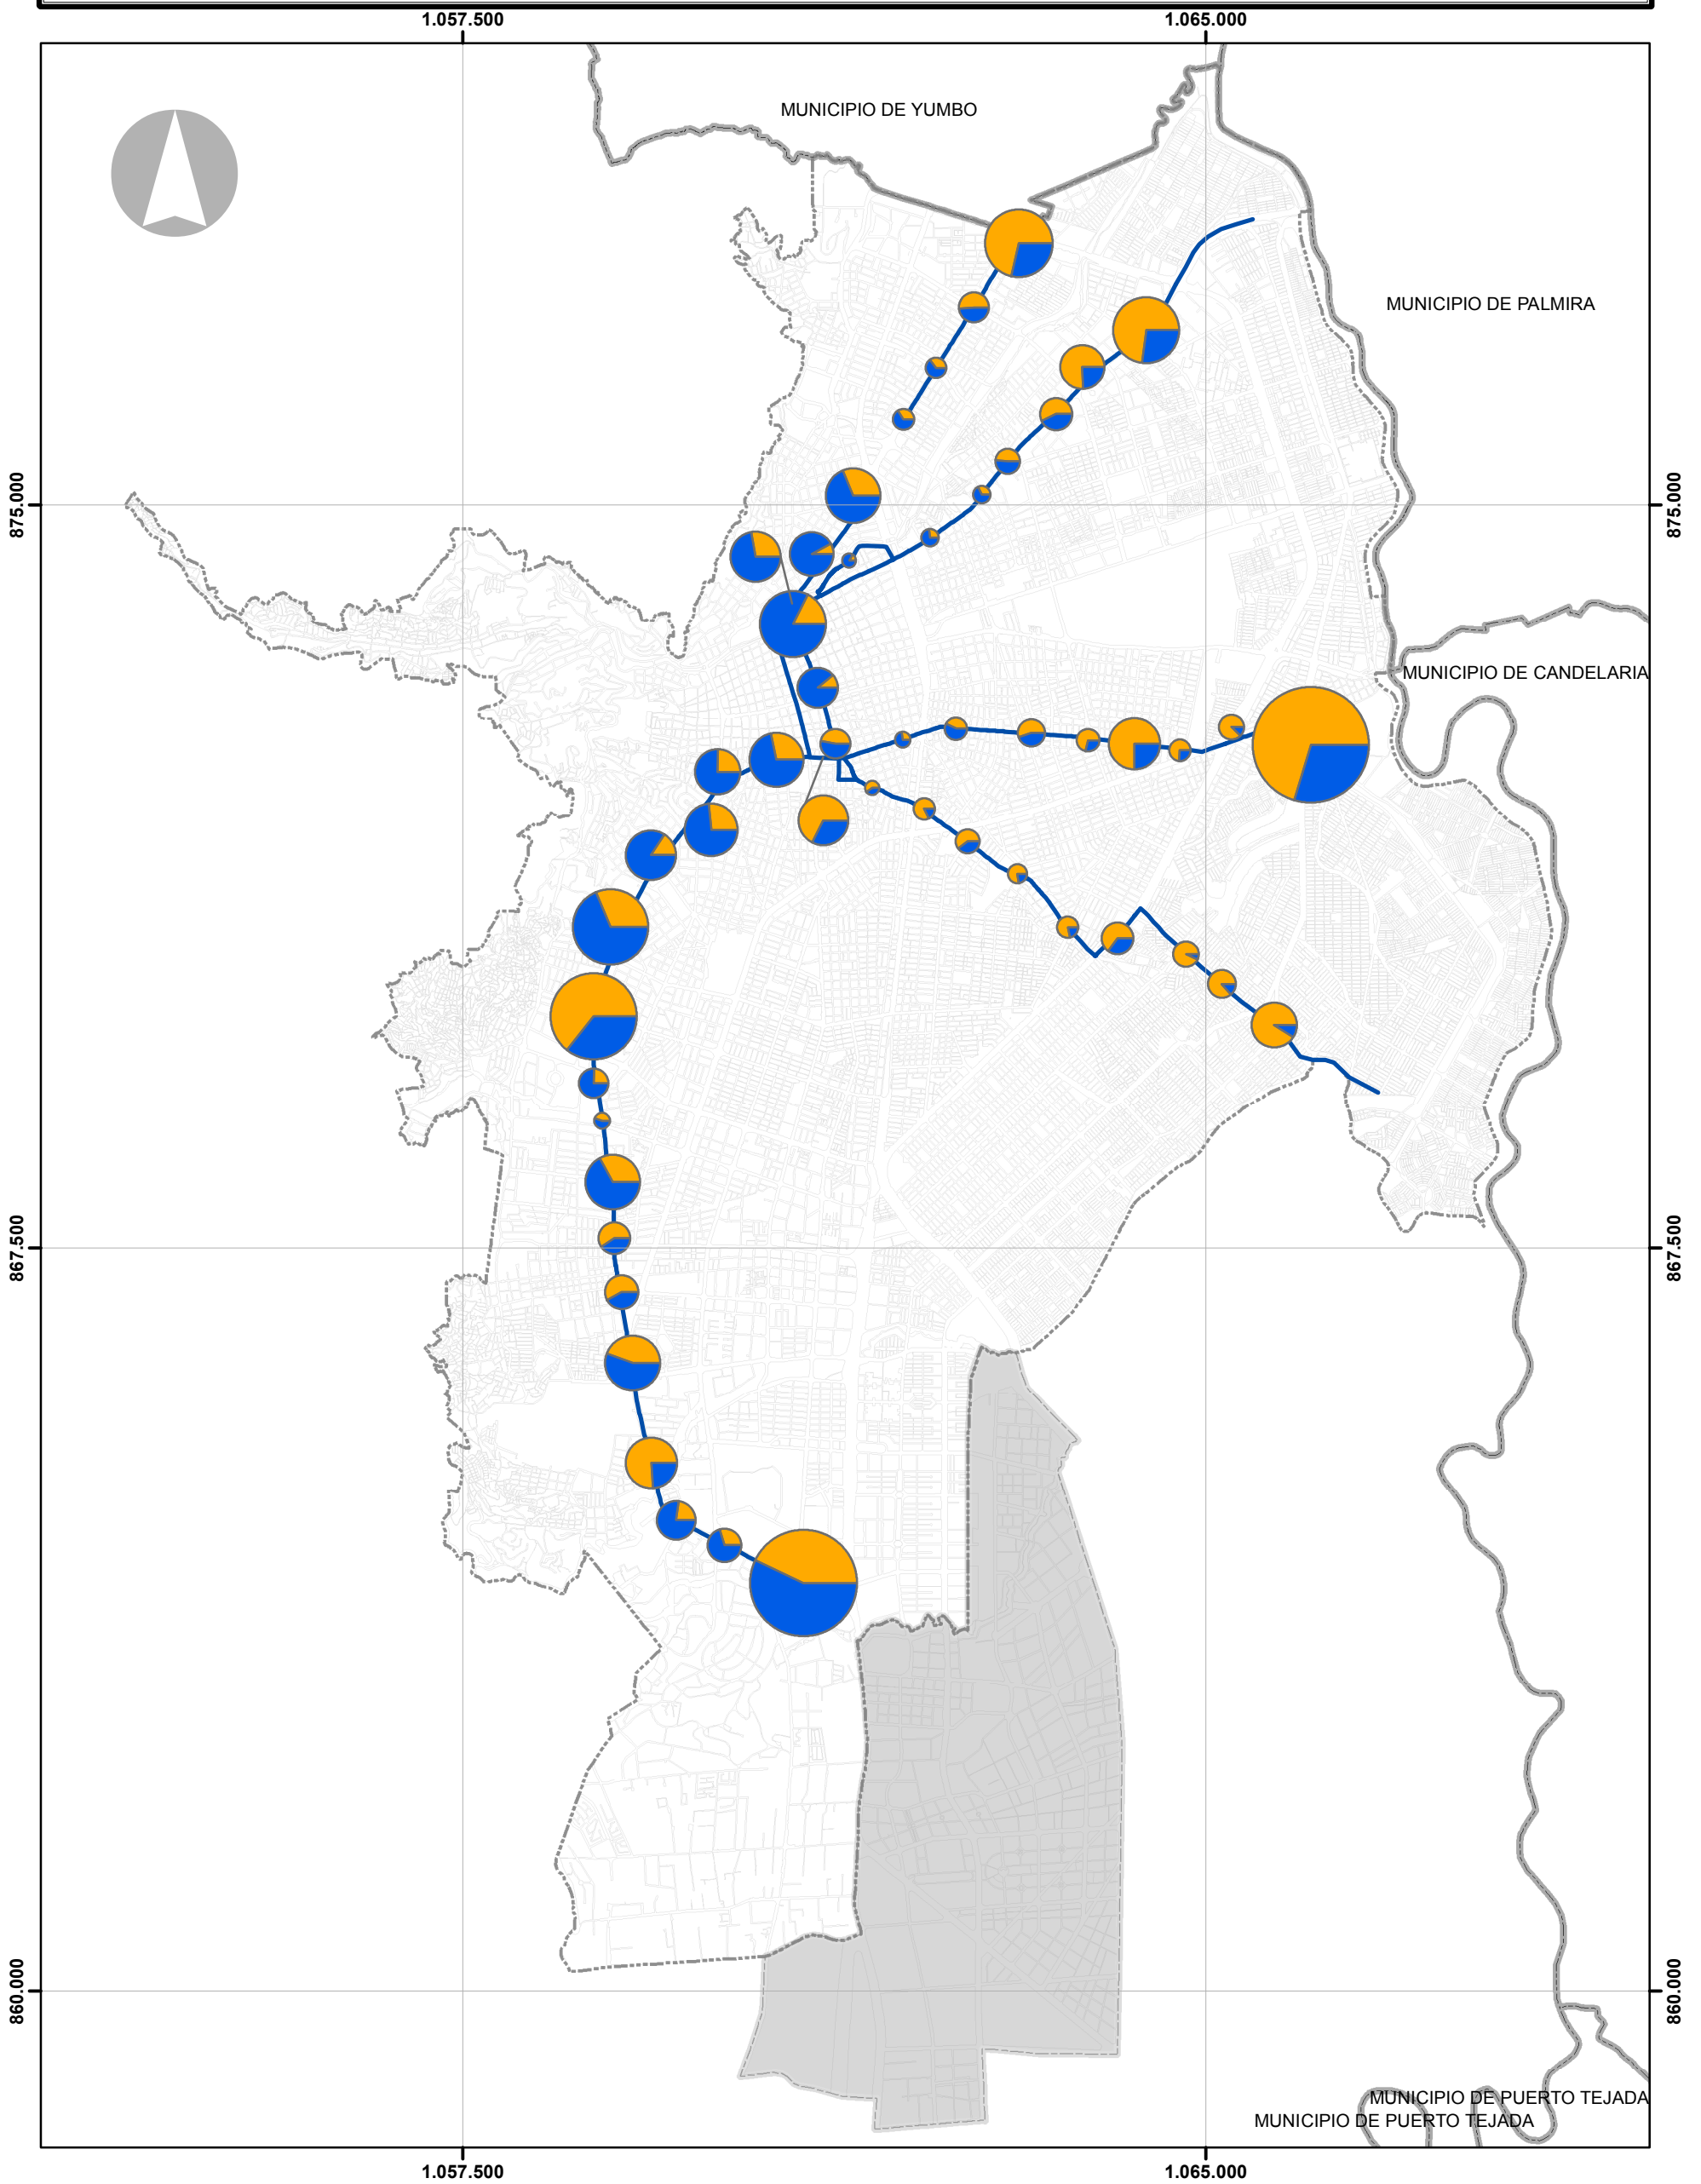 1.057.500 1.065.000
MUNICIPIO DE YUMBO
MUNICIPIO DE PALMIRA
875.000 875.000
MUNICIPIO DE CANDELARIA
867.500 867.500
860.000 860.000
MUNICIPIO DE PUERTO TEJADA
MUNICIPIO DE PUERTO TEJADA
1.057.500 1.065.000